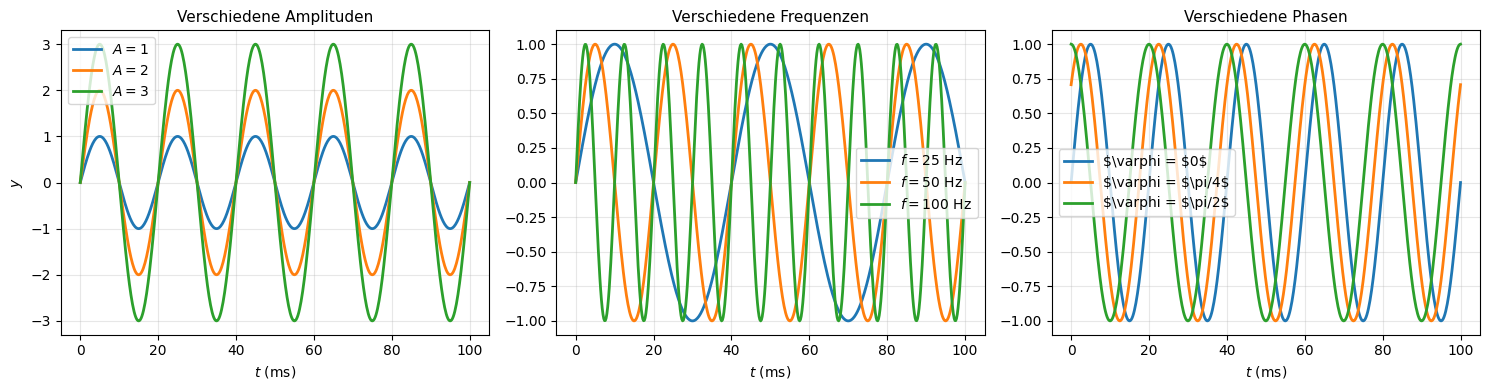 Verschiedene Amplituden
A = 1
A = 2
A = 3
3
2
1
0
−1
−2
−3
y
0 20 40 60 80 100
t (ms)
Verschiedene Frequenzen
f = 25 Hz
f = 50 Hz
f = 100 Hz
1.00
0.75
0.50
0.25
0.00
−0.25
−0.50
−0.75
−1.00
0 20 40 60 80 100
t (ms)
Verschiedene Phasen
$\varphi = $0$
$\varphi = $\pi/4$
$\varphi = $\pi/2$
1.00
0.75
0.50
0.25
0.00
−0.25
−0.50
−0.75
−1.00
0 20 40 60 80 100
t (ms)